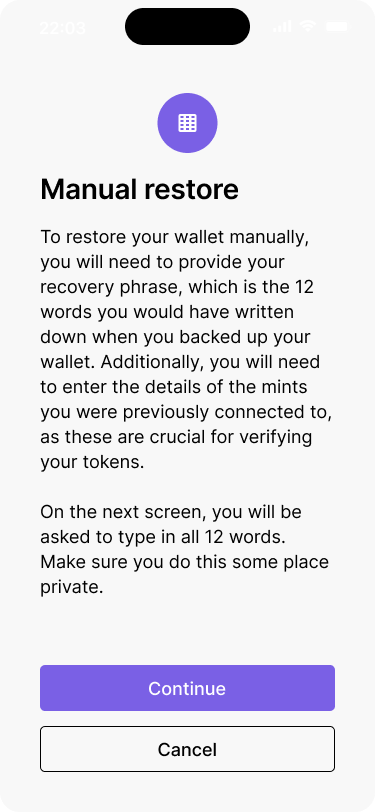 22:03
Manual restore
To restore your wallet manually,
you will need to provide your
recovery phrase, which is the 12
words you would have written
down when you backed up your
wallet. Additionally, you will need
to enter the details of the mints
you were previously connected to,
as these are crucial for verifying
your tokens.
On the next screen, you will be
asked to type in all 12 words.
Make sure you do this some place
private.
Continue
Cancel